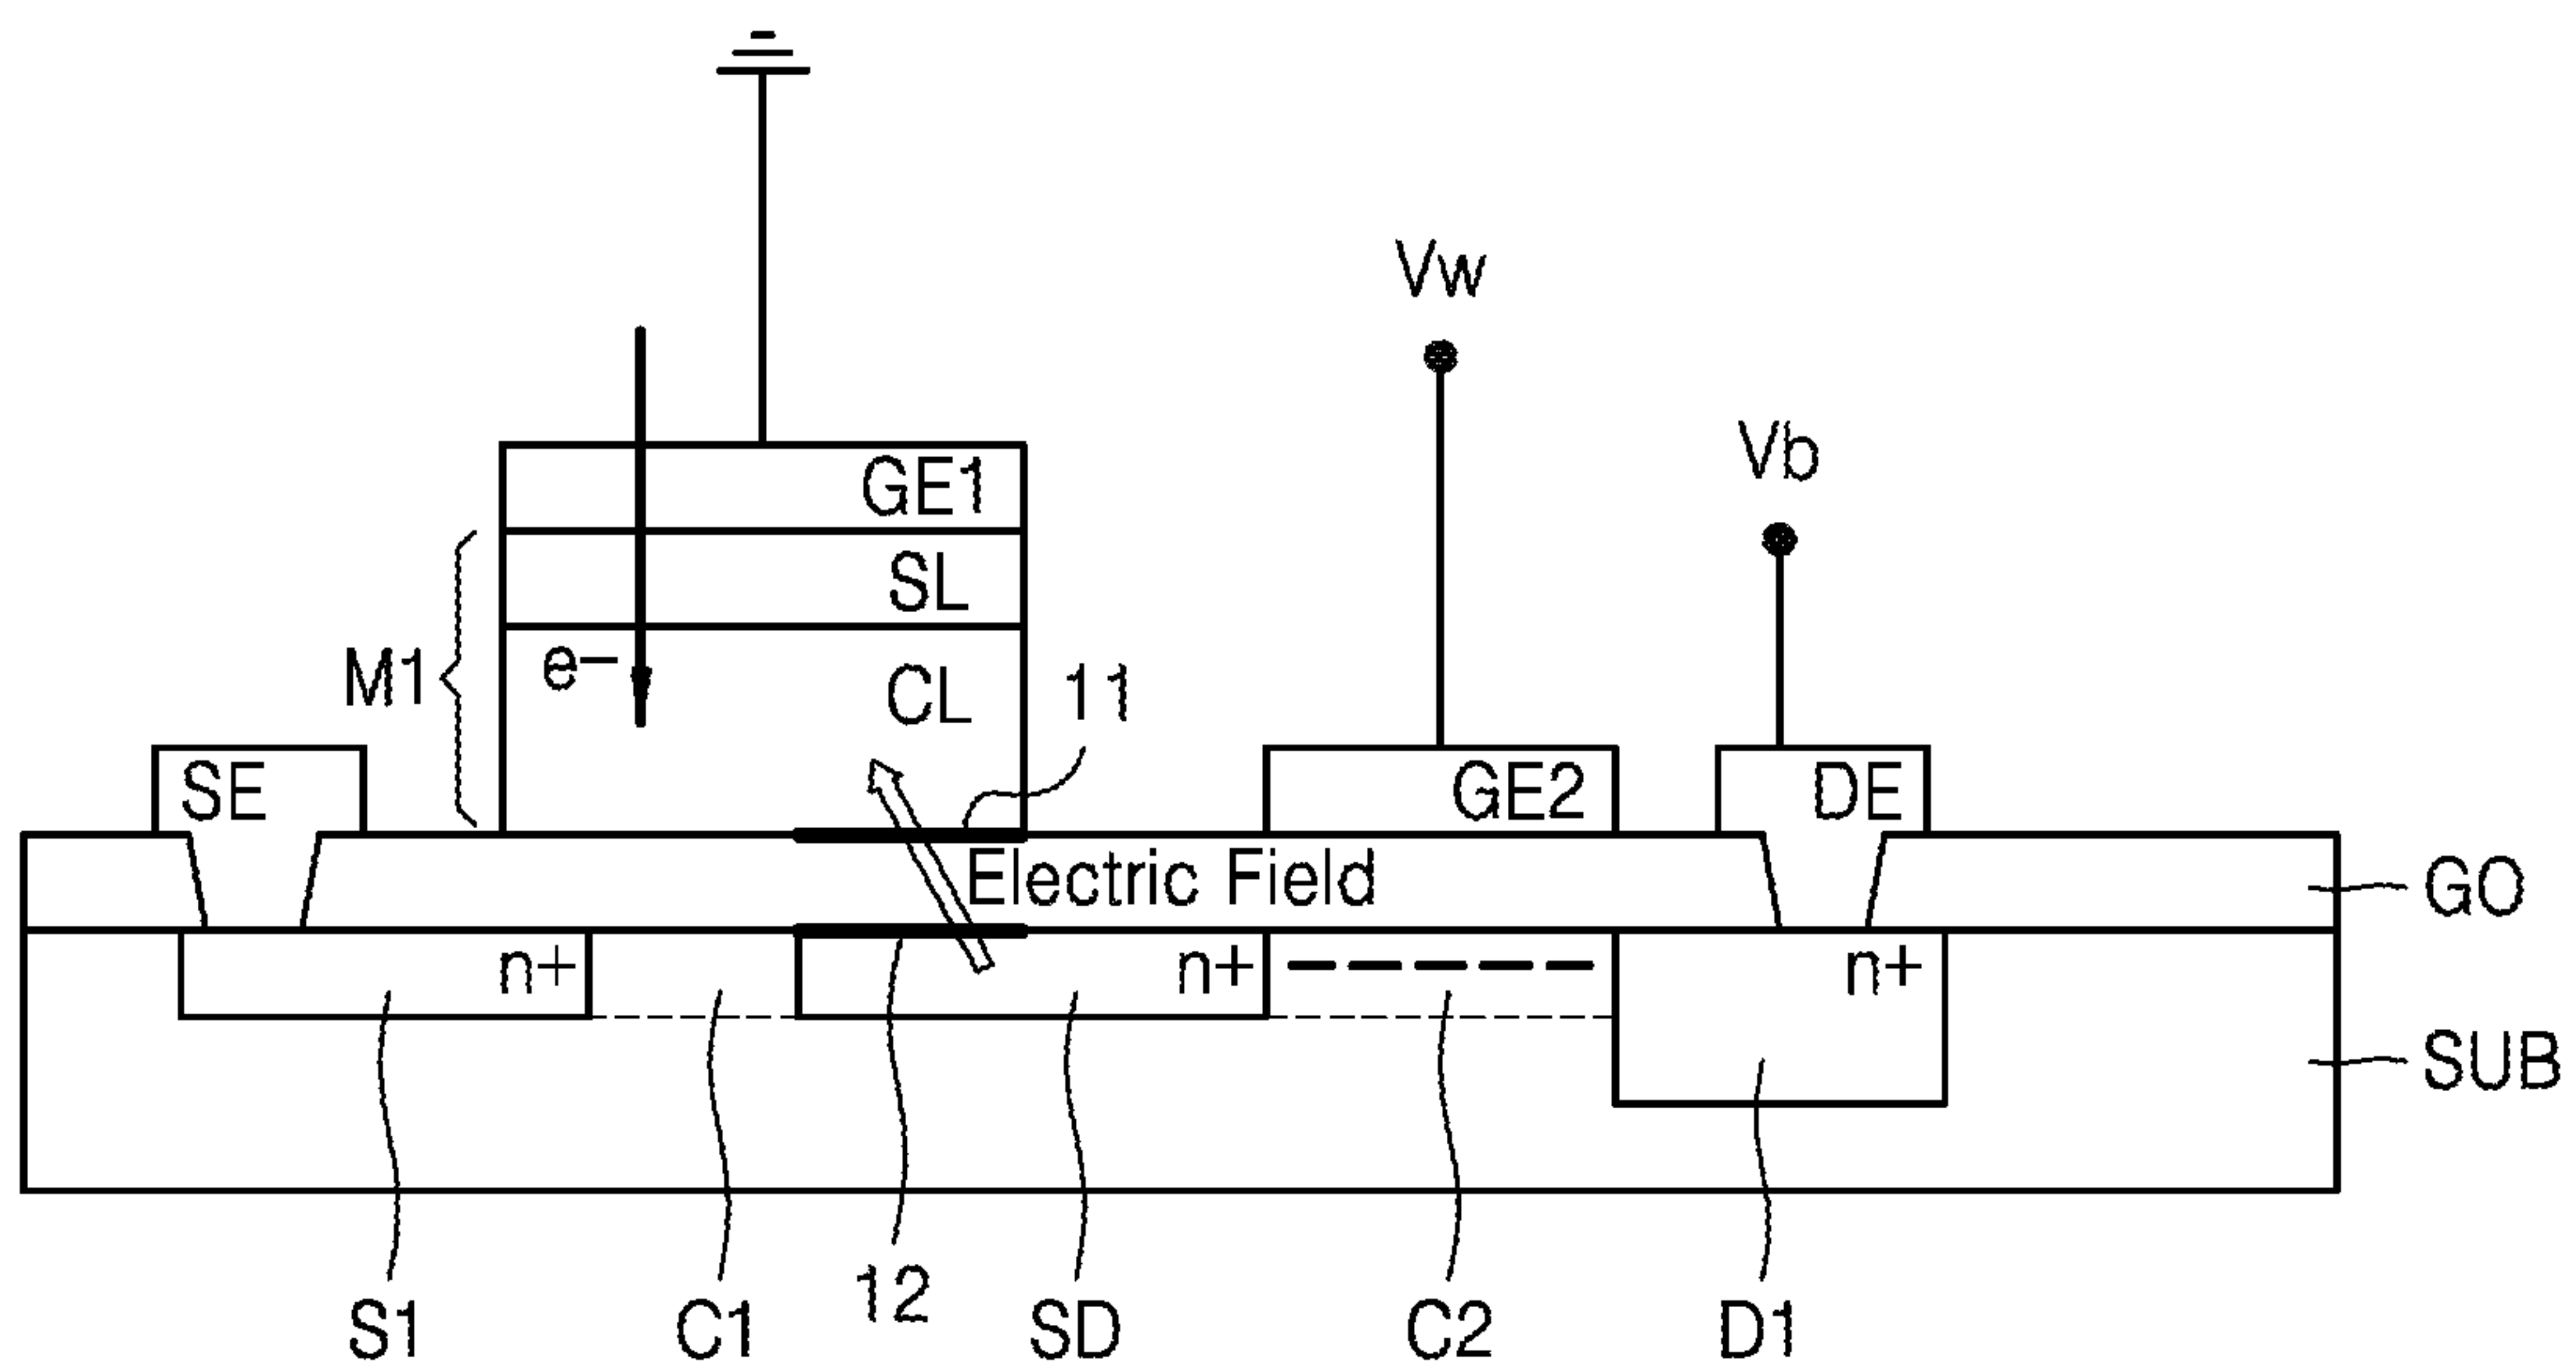 Vw
Vb
GE1
SL
M1
e−
CL
11
SE
GE2
DE
Electric Field
GO
n+
n+
n+
SUB
12
S1
C1
SD
C2
D1